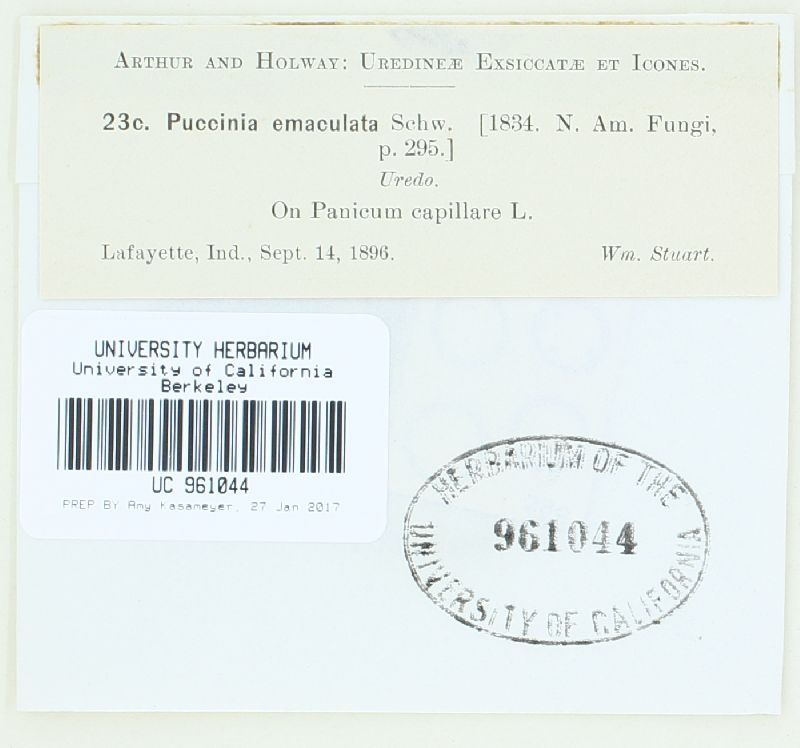 ARTHUR AND HOLWAY: UREDINEÆ EXSICCATÆ ET ICONES.
23c. Puccinia emaculata Schw. [1834. N. Am. Fungi,
p. 295.]
Uredo.
On Panicum capillare L.
Lafayette, Ind., Sept. 14, 1896. Wm. Stuart.
UNIVERSITY HERBARIUM
University of California
Berkeley
UC 961044
PREP BY Amy Kasameyer, 27 Jan 2017
HERBARIUM OF THE
961044
UNIVERSITY OF CALIFORNIA